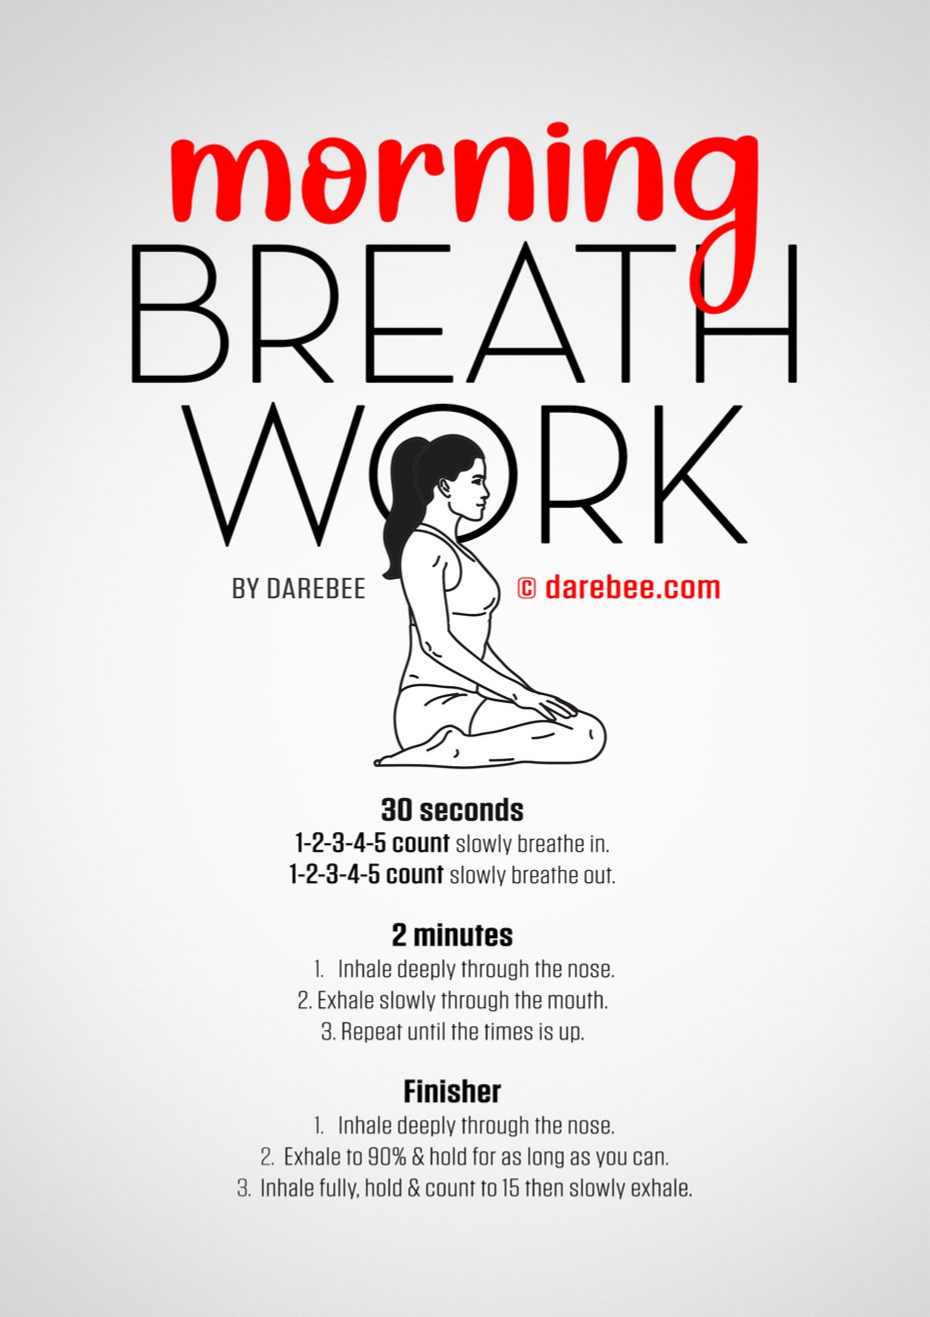 morning
BREATH
WORK
BY DAREBEE © darebee.com
30 seconds
1-2-3-4-5 count slowly breathe in.
1-2-3-4-5 count slowly breathe out.
2 minutes
1. Inhale deeply through the nose.
2. Exhale slowly through the mouth.
3. Repeat until the times is up.
Finisher
1. Inhale deeply through the nose.
2. Exhale to 90% & hold for as long as you can.
3. Inhale fully, hold & count to 15 then slowly exhale.